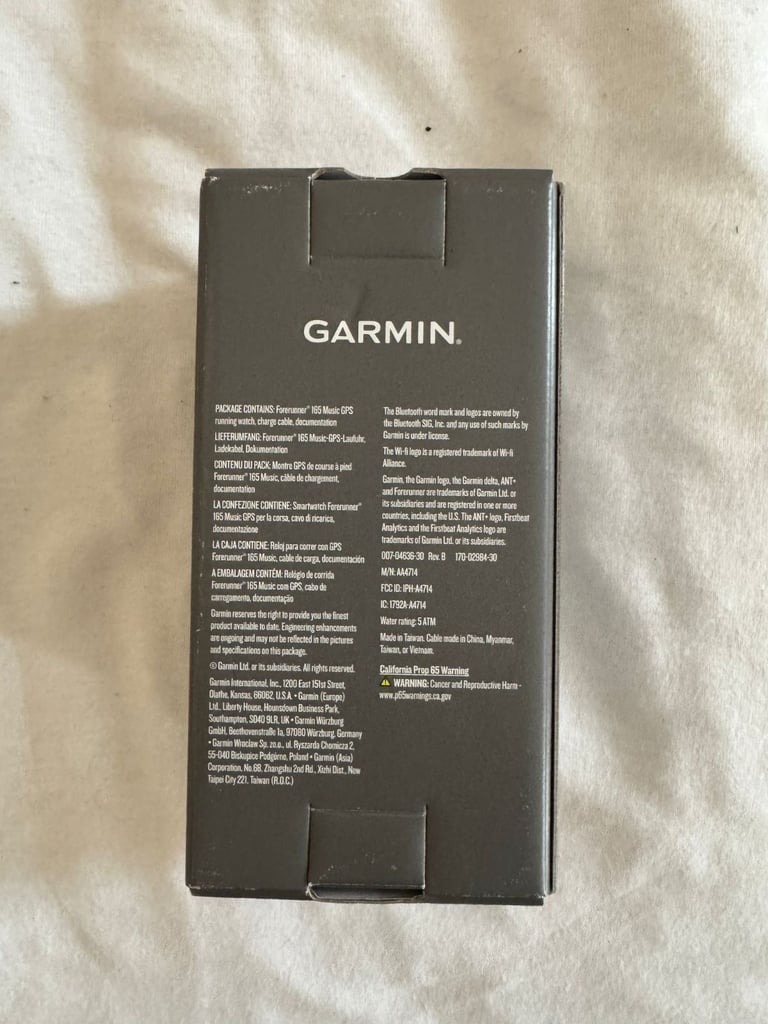 GARMIN®
PACKAGE CONTAINS: Forerunner® 165 Music GPS
running watch, charge cable, documentation
LIEFERUMFANG: Forerunner® 165 Music-GPS-Laufuhr,
Ladekabel, Dokumentation
CONTENU DU PACK: Montre GPS de course à pied
Forerunner® 165 Music, câble de chargement,
documentation
LA CONFEZIONE CONTIENE: Smartwatch Forerunner®
165 Music GPS per la corsa, cavo di ricarica,
documentazione
LA CAJA CONTIENE: Reloj para correr con GPS
Forerunner® 165 Music, cable de carga, documentación
A EMBALAGEM CONTÉM: Relógio de corrida
Forerunner® 165 Music com GPS, cabo de
carregamento, documentação
Garmin reserves the right to provide you the finest
product available to date. Engineering enhancements
are ongoing and may not be reflected in the pictures
and specifications on this package.
© Garmin Ltd. or its subsidiaries. All rights reserved.
Garmin International, Inc., 1200 East 151st Street,
Olathe, Kansas, 66062, U.S.A. • Garmin (Europe)
Ltd., Liberty House, Hounsdown Business Park,
Southampton, SO40 9LR, UK • Garmin Würzburg
GmbH, Beethovenstraße 1a, 97080 Würzburg, Germany
• Garmin Wroclaw Sp. zo.o., ul. Ryszarda Chomicza 2,
55-040 Biskupice Podgórne, Poland • Garmin (Asia)
Corporation, No.68, Zhangshu 2nd Rd., Xizhi Dist., New
Taipei City 221, Taiwan (R.O.C.)
The Bluetooth word mark and logos are owned by
the Bluetooth SIG, Inc. and any use of such marks by
Garmin is under license.
The Wi-fi logo is a registered trademark of Wi-fi
Alliance.
Garmin, the Garmin logo, the Garmin delta, ANT+
and Forerunner are trademarks of Garmin Ltd. or
its subsidiaries and are registered in one or more
countries, including the U.S. The ANT+ logo, Firstbeat
Analytics and the Firstbeat Analytics logo are
trademarks of Garmin Ltd. or its subsidiaries.
007-04636-30 Rev. B 170-02984-30
M/N: AA4714
FCC ID: IPH-A4714
IC: 1792A-A4714
Water rating: 5 ATM
Made in Taiwan. Cable made in China, Myanmar,
Taiwan, or Vietnam.
California Prop 65 Warning
WARNING: Cancer and Reproductive Harm -
www.p65warnings.ca.gov